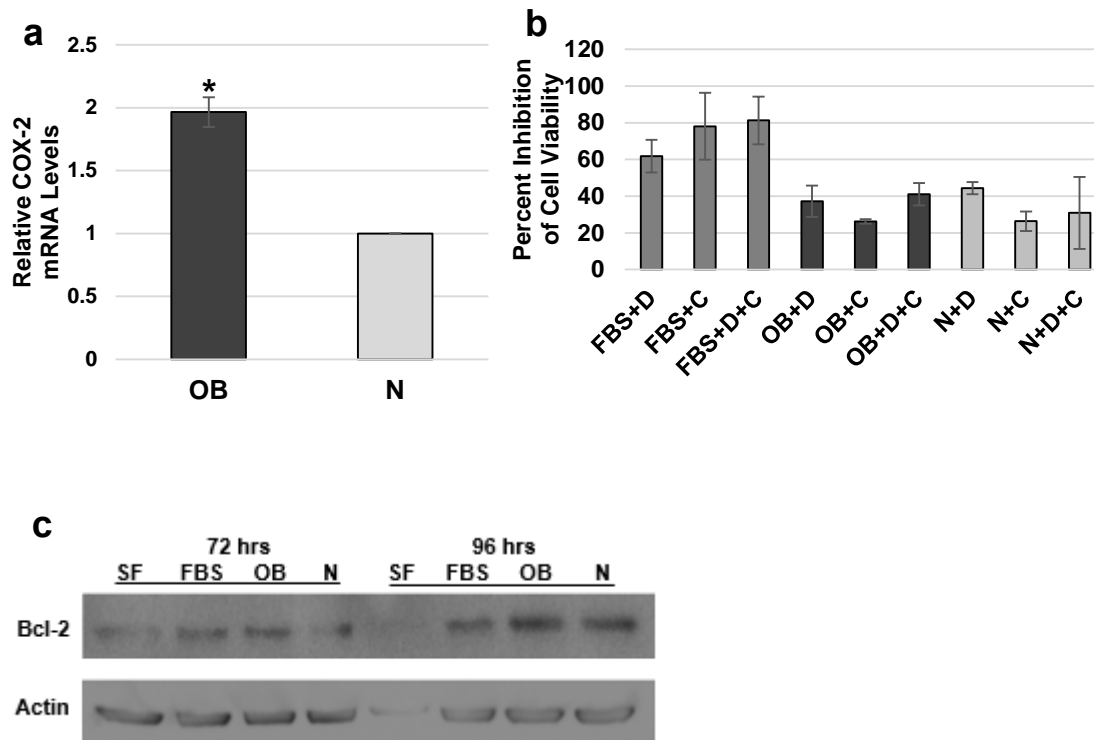 a
Relative COX-2
mRNA Levels
2.5
2
1.5
1
0.5
0
*
OB
N
b
Percent Inhibition
of Cell Viability
120
100
80
60
40
20
0
FBS+D
FBS+C
FBS+D+C
OB+D
OB+C
OB+D+C
N+D
N+C
N+D+C
c
72 hrs 96 hrs
SF FBS OB N SF FBS OB N
Bcl-2
Actin